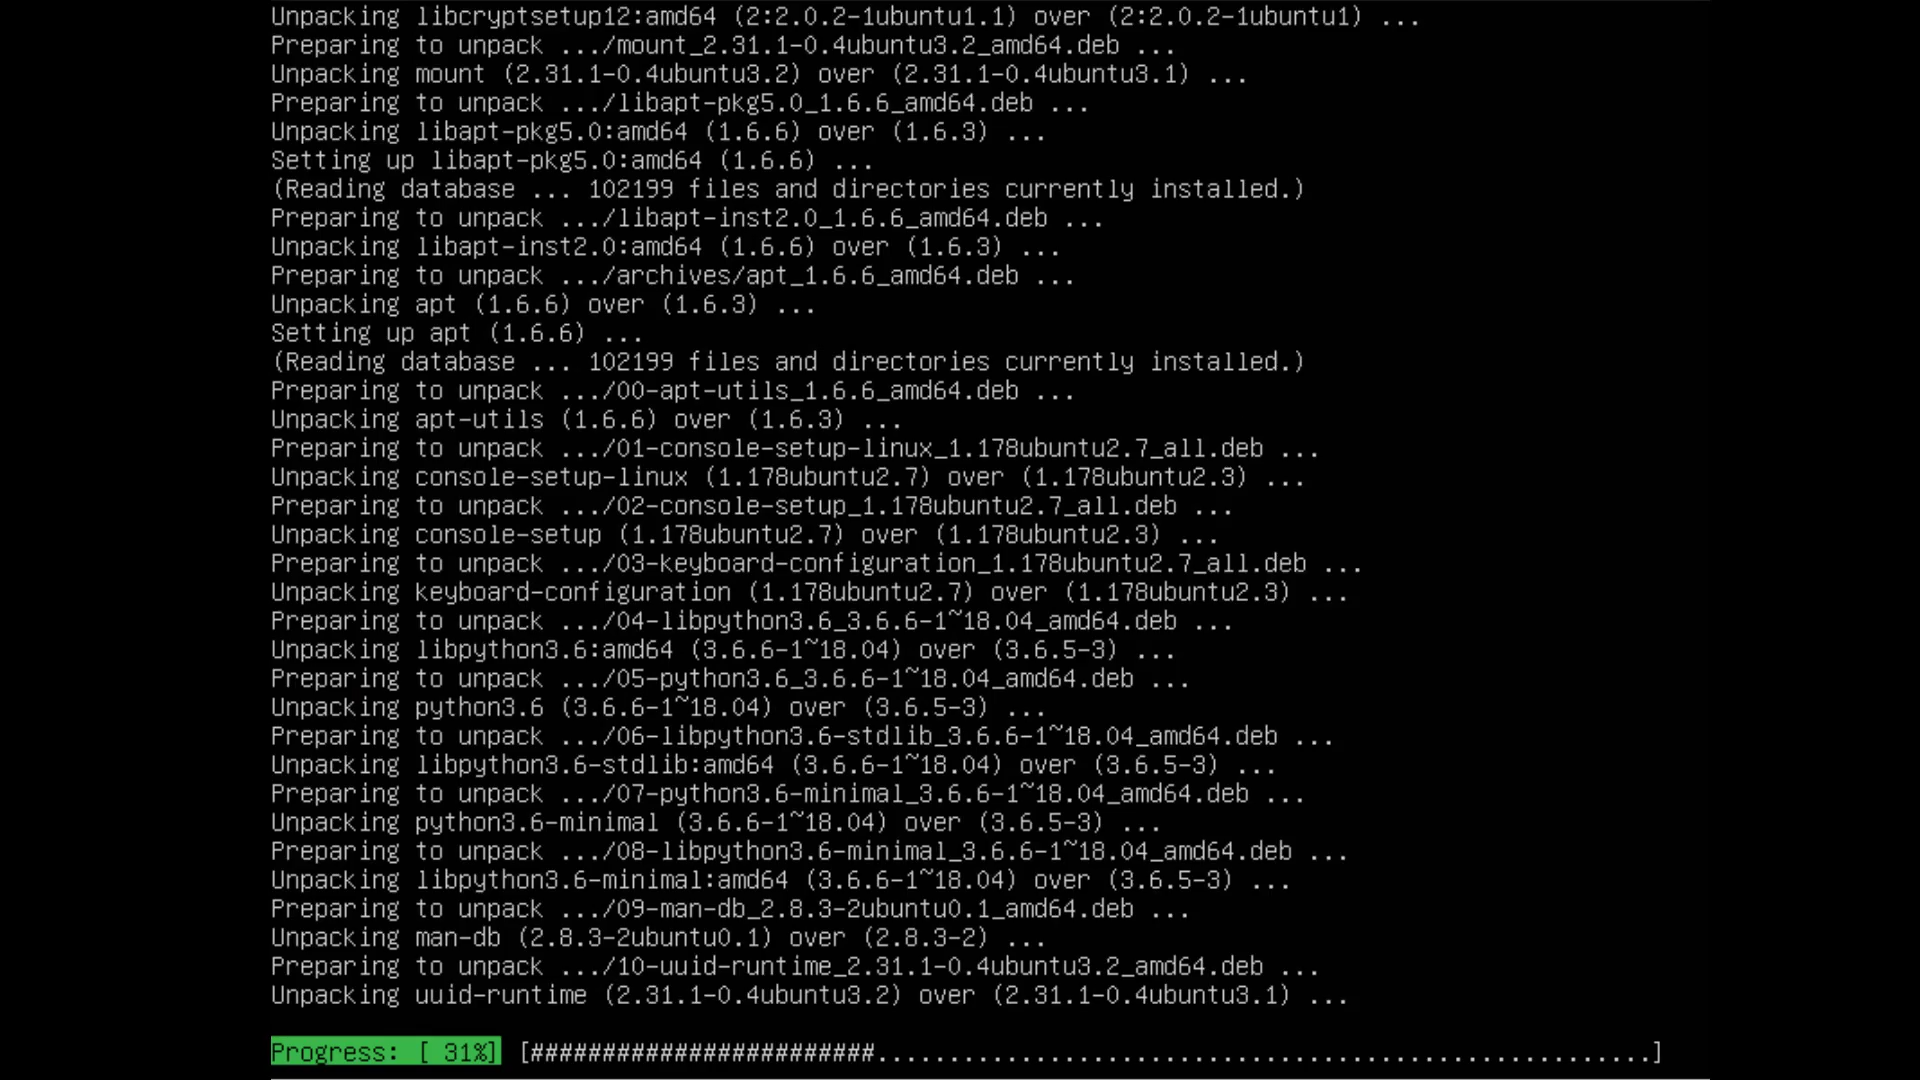 Unpacking libcryptsetup12:amd64 (2:2.0.2-1ubuntu1.1) over (2:2.0.2-1ubuntu1) ...
Preparing to unpack .../mount_2.31.1-0.4ubuntu3.2_amd64.deb ...
Unpacking mount (2.31.1-0.4ubuntu3.2) over (2.31.1-0.4ubuntu3.1) ...
Preparing to unpack .../libapt-pkg5.0_1.6.6_amd64.deb ...
Unpacking libapt-pkg5.0:amd64 (1.6.6) over (1.6.3) ...
Setting up libapt-pkg5.0:amd64 (1.6.6) ...
(Reading database ... 102199 files and directories currently installed.)
Preparing to unpack .../libapt-inst2.0_1.6.6_amd64.deb ...
Unpacking libapt-inst2.0:amd64 (1.6.6) over (1.6.3) ...
Preparing to unpack .../archives/apt_1.6.6_amd64.deb ...
Unpacking apt (1.6.6) over (1.6.3) ...
Setting up apt (1.6.6) ...
(Reading database ... 102199 files and directories currently installed.)
Preparing to unpack .../00-apt-utils_1.6.6_amd64.deb ...
Unpacking apt-utils (1.6.6) over (1.6.3) ...
Preparing to unpack .../01-console-setup-linux_1.178ubuntu2.7_all.deb ...
Unpacking console-setup-linux (1.178ubuntu2.7) over (1.178ubuntu2.3) ...
Preparing to unpack .../02-console-setup_1.178ubuntu2.7_all.deb ...
Unpacking console-setup (1.178ubuntu2.7) over (1.178ubuntu2.3) ...
Preparing to unpack .../03-keyboard-configuration_1.178ubuntu2.7_all.deb ...
Unpacking keyboard-configuration (1.178ubuntu2.7) over (1.178ubuntu2.3) ...
Preparing to unpack .../04-libpython3.6_3.6.6-1~18.04_amd64.deb ...
Unpacking libpython3.6:amd64 (3.6.6-1~18.04) over (3.6.5-3) ...
Preparing to unpack .../05-python3.6_3.6.6-1~18.04_amd64.deb ...
Unpacking python3.6 (3.6.6-1~18.04) over (3.6.5-3) ...
Preparing to unpack .../06-libpython3.6-stdlib_3.6.6-1~18.04_amd64.deb ...
Unpacking libpython3.6-stdlib:amd64 (3.6.6-1~18.04) over (3.6.5-3) ...
Preparing to unpack .../07-python3.6-minimal_3.6.6-1~18.04_amd64.deb ...
Unpacking python3.6-minimal (3.6.6-1~18.04) over (3.6.5-3) ...
Preparing to unpack .../08-libpython3.6-minimal_3.6.6-1~18.04_amd64.deb ...
Unpacking libpython3.6-minimal:amd64 (3.6.6-1~18.04) over (3.6.5-3) ...
Preparing to unpack .../09-man-db_2.8.3-2ubuntu0.1_amd64.deb ...
Unpacking man-db (2.8.3-2ubuntu0.1) over (2.8.3-2) ...
Preparing to unpack .../10-uuid-runtime_2.31.1-0.4ubuntu3.2_amd64.deb ...
Unpacking uuid-runtime (2.31.1-0.4ubuntu3.2) over (2.31.1-0.4ubuntu3.1) ...
Progress: [ 31%] [########################......................................................]